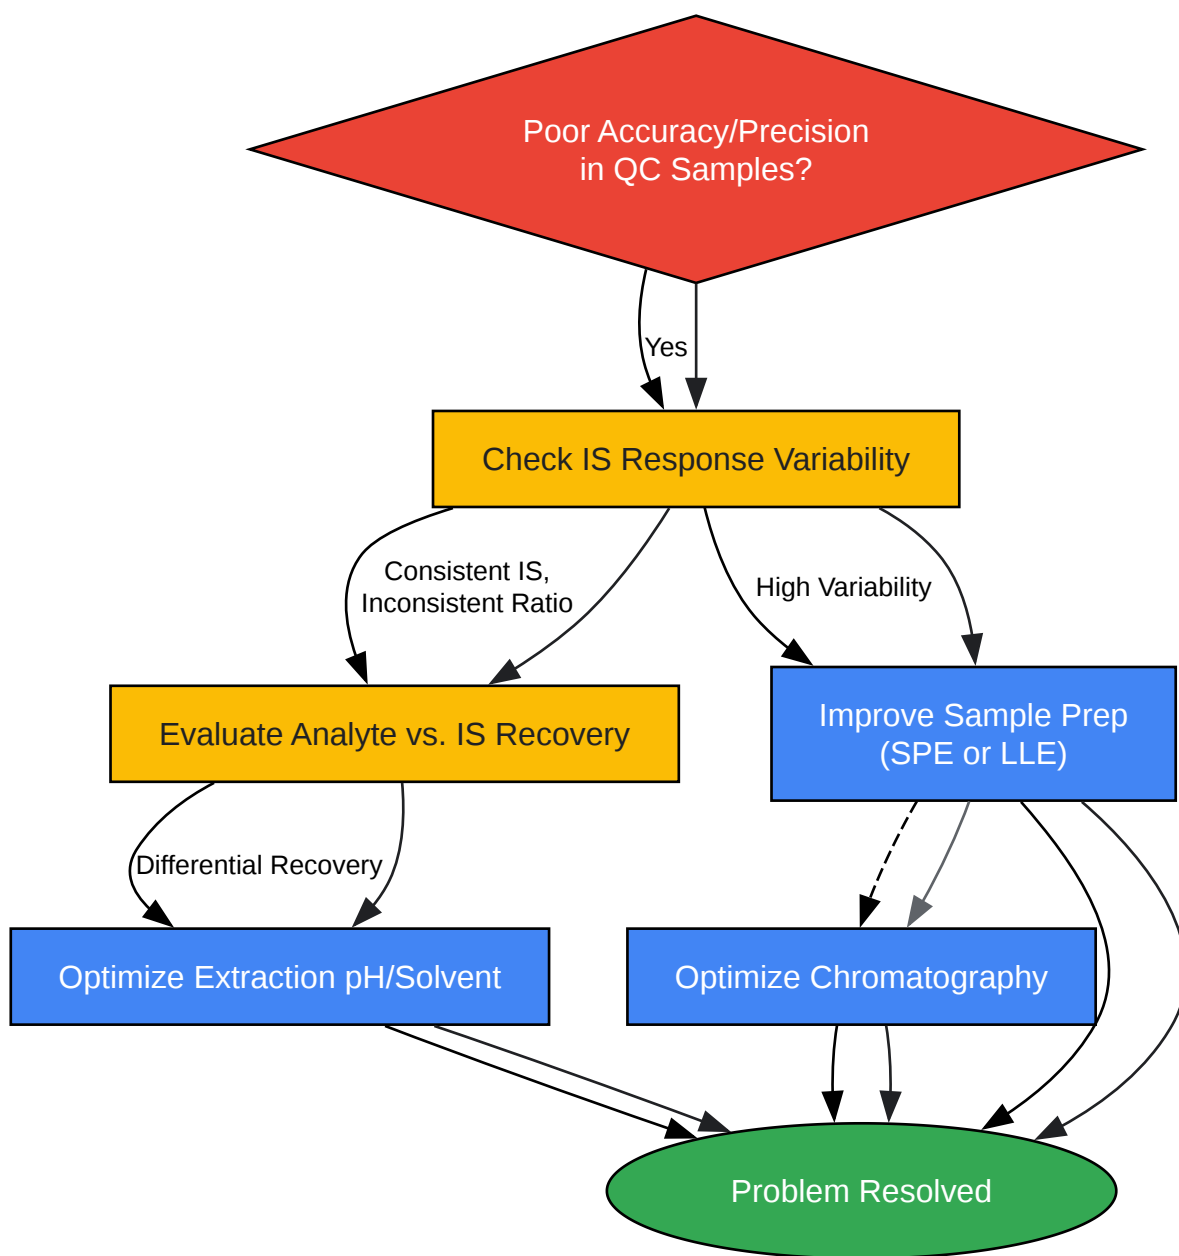 Poor Accuracy/Precision
in QC Samples?
Yes
Check IS Response Variability
Consistent IS,
Inconsistent Ratio
High Variability
Evaluate Analyte vs. IS Recovery
Improve Sample Prep
(SPE or LLE)
Differential Recovery
Optimize Extraction pH/Solvent
Optimize Chromatography
Problem Resolved